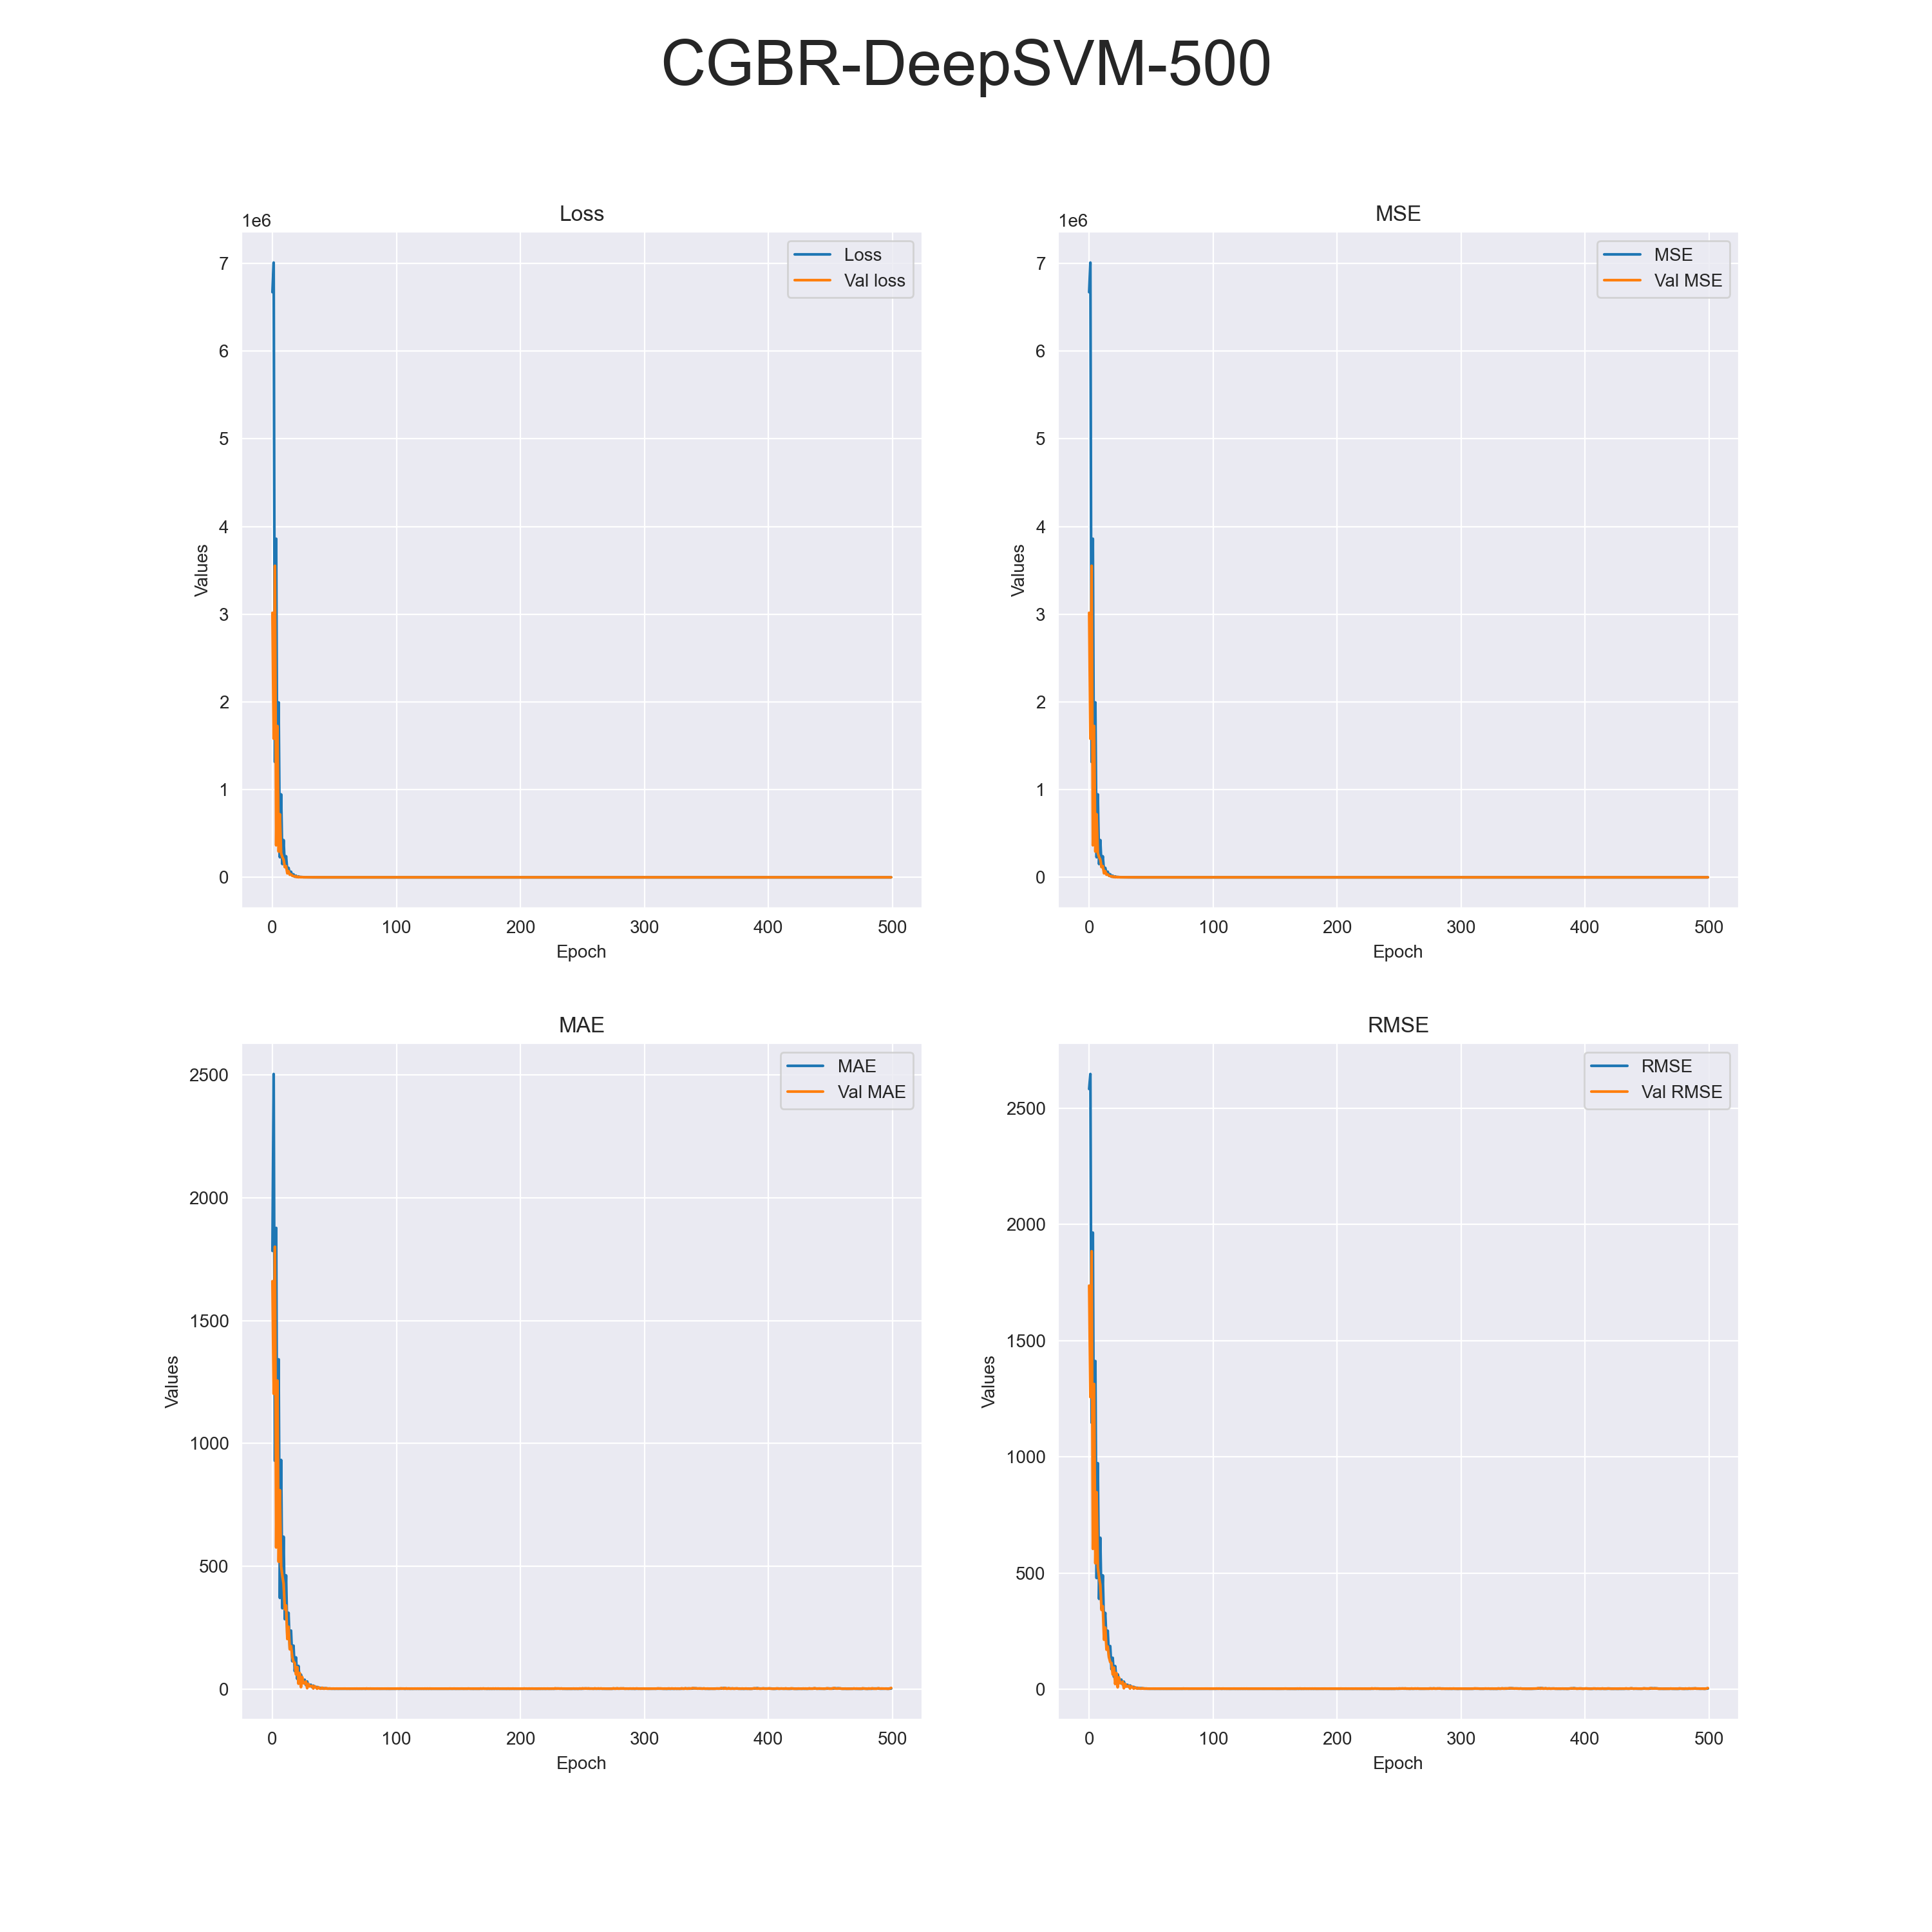 CGBR-DeepSVM-500
Loss
1e6
7
6
5
4
3
2
1
0
Values
0 100 200 300 400 500
Epoch
Loss
Val loss
MSE
1e6
7
6
5
4
3
2
1
0
Values
0 100 200 300 400 500
Epoch
MSE
Val MSE
MAE
2500
2000
1500
1000
500
0
Values
0 100 200 300 400 500
Epoch
MAE
Val MAE
RMSE
2500
2000
1500
1000
500
0
Values
0 100 200 300 400 500
Epoch
RMSE
Val RMSE